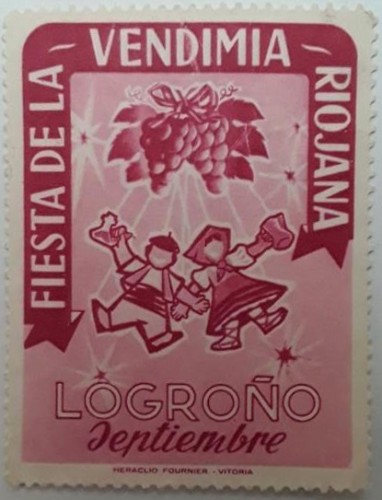 FIESTA DE LA - VENDIMIA - RIOJANA
LOGROÑO
Septiembre
HERACLIO FOURNIER - VITORIA